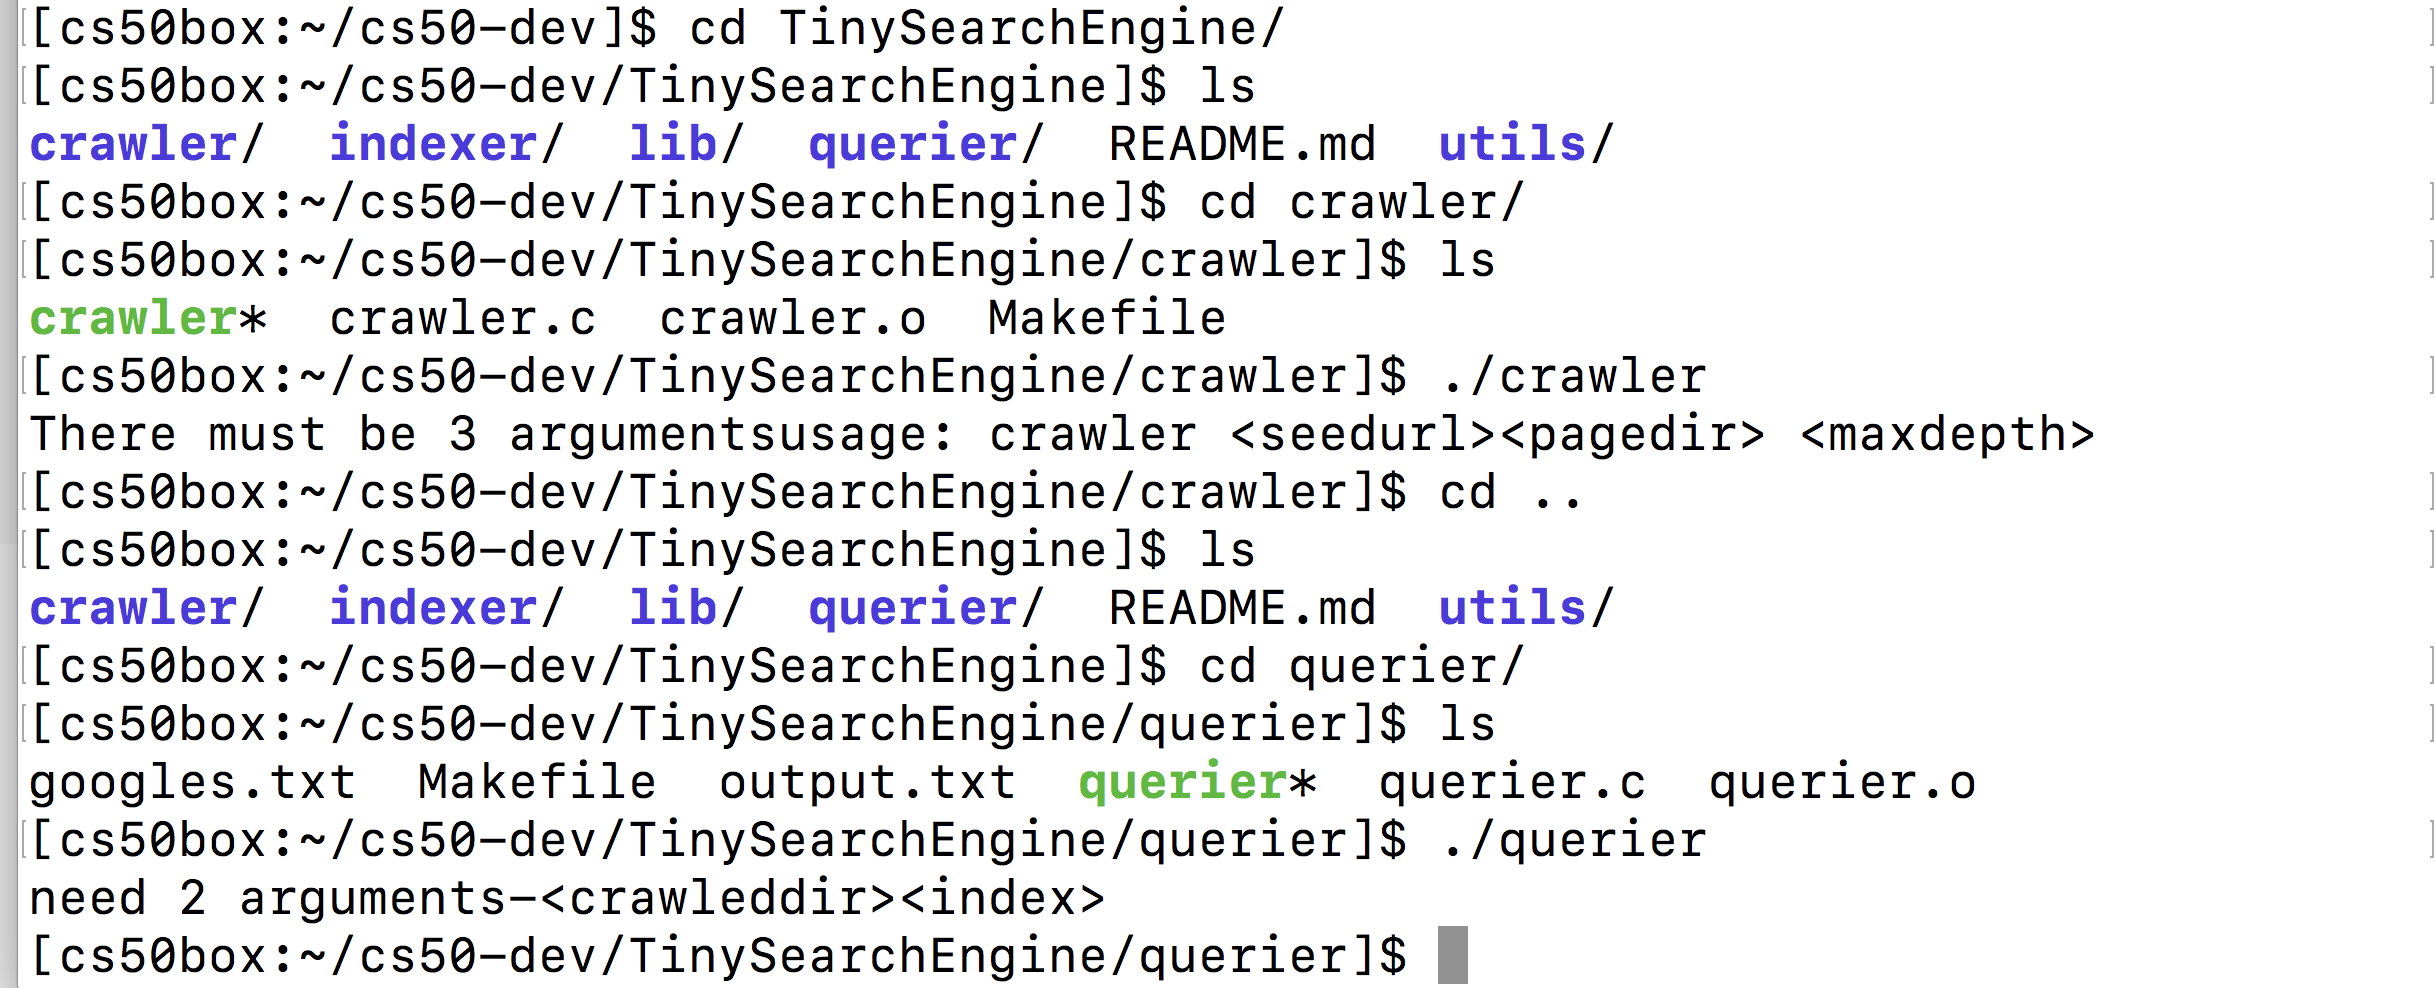 [cs50box:~/cs50-dev]$ cd TinySearchEngine/
[cs50box:~/cs50-dev/TinySearchEngine]$ ls
crawler/  indexer/  lib/  querier/  README.md  utils/
[cs50box:~/cs50-dev/TinySearchEngine]$ cd crawler/
[cs50box:~/cs50-dev/TinySearchEngine/crawler]$ ls
crawler*  crawler.c  crawler.o  Makefile
[cs50box:~/cs50-dev/TinySearchEngine/crawler]$ ./crawler
There must be 3 argumentsusage: crawler <seedurl><pagedir> <maxdepth>
[cs50box:~/cs50-dev/TinySearchEngine/crawler]$ cd ..
[cs50box:~/cs50-dev/TinySearchEngine]$ ls
crawler/  indexer/  lib/  querier/  README.md  utils/
[cs50box:~/cs50-dev/TinySearchEngine]$ cd querier/
[cs50box:~/cs50-dev/TinySearchEngine/querier]$ ls
googles.txt  Makefile  output.txt  querier*  querier.c  querier.o
[cs50box:~/cs50-dev/TinySearchEngine/querier]$ ./querier
need 2 arguments-<crawleddir><index>
[cs50box:~/cs50-dev/TinySearchEngine/querier]$